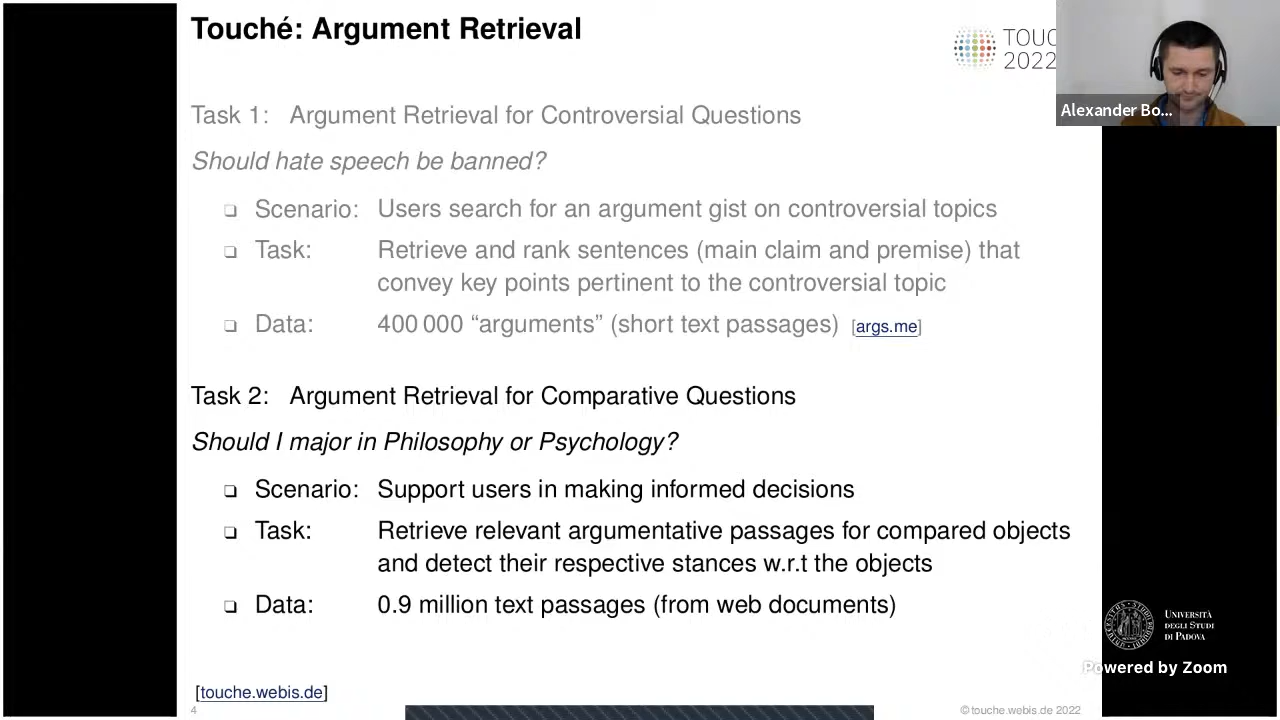 Touché: Argument Retrieval
TOUC
2022
Alexander Bo...
Task 1: Argument Retrieval for Controversial Questions
Should hate speech be banned?
❏ Scenario: Users search for an argument gist on controversial topics
❏ Task: Retrieve and rank sentences (main claim and premise) that
convey key points pertinent to the controversial topic
❏ Data: 400 000 “arguments” (short text passages) [args.me]
Task 2: Argument Retrieval for Comparative Questions
Should I major in Philosophy or Psychology?
❏ Scenario: Support users in making informed decisions
❏ Task: Retrieve relevant argumentative passages for compared objects
and detect their respective stances w.r.t the objects
❏ Data: 0.9 million text passages (from web documents)
UNIVERSITÀ
DEGLI STUDI
DI PADOVA
Powered by Zoom
[touche.webis.de]
4
© touche.webis.de 2022